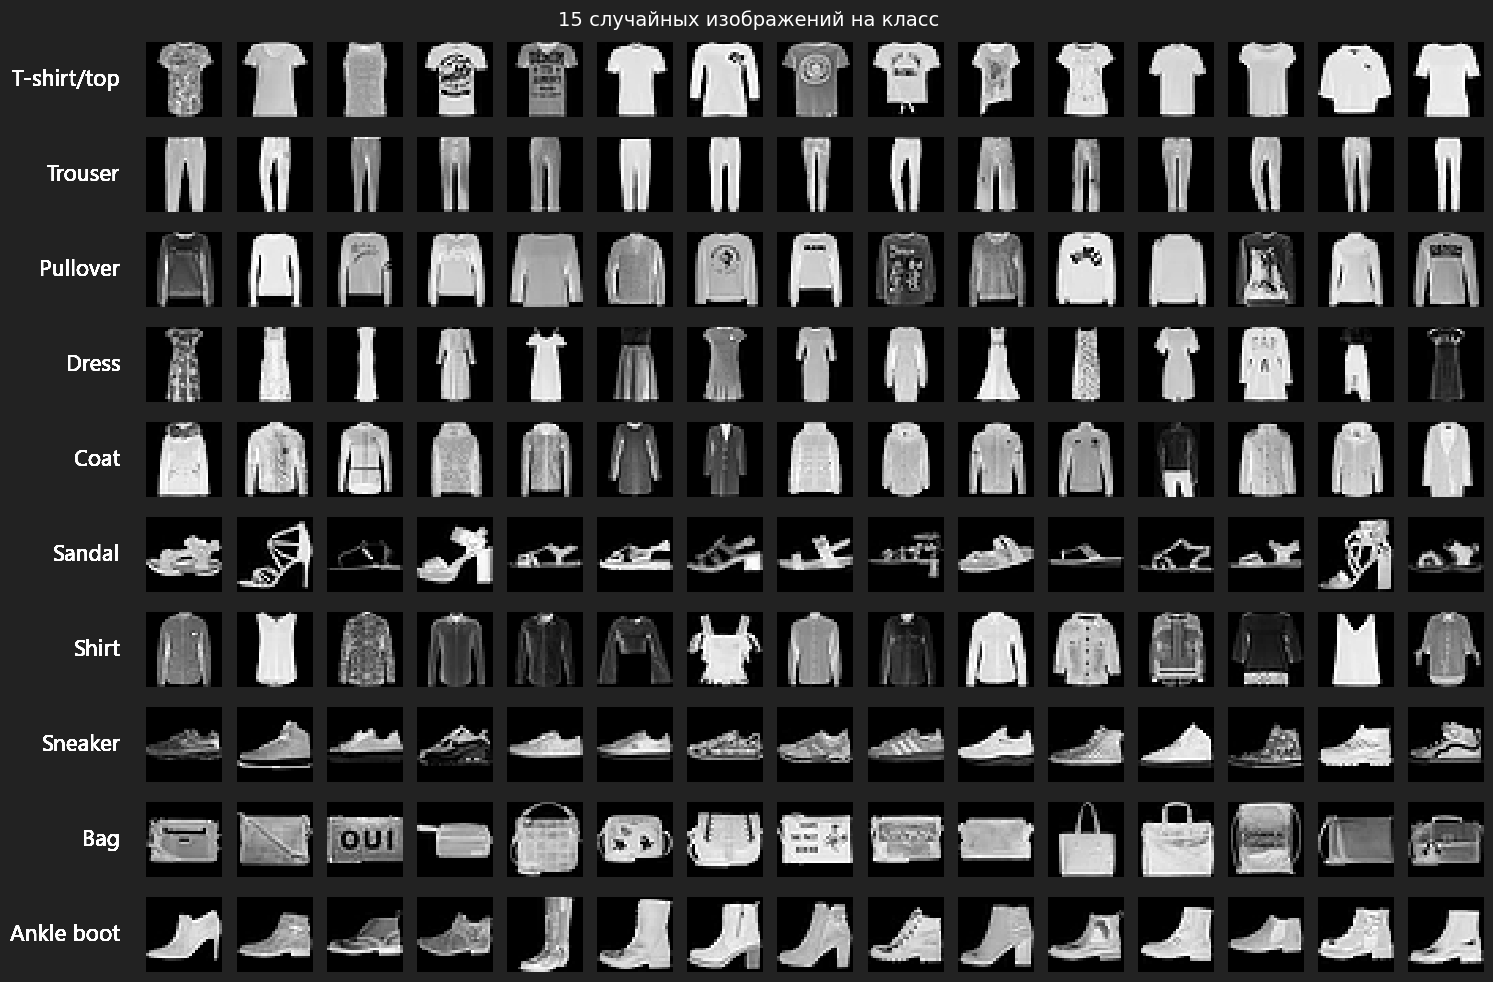 15 случайных изображений на класс
T-shirt/top
Trouser
Pullover
Dress
Coat
Sandal
Shirt
Sneaker
Bag
OUI
Ankle boot